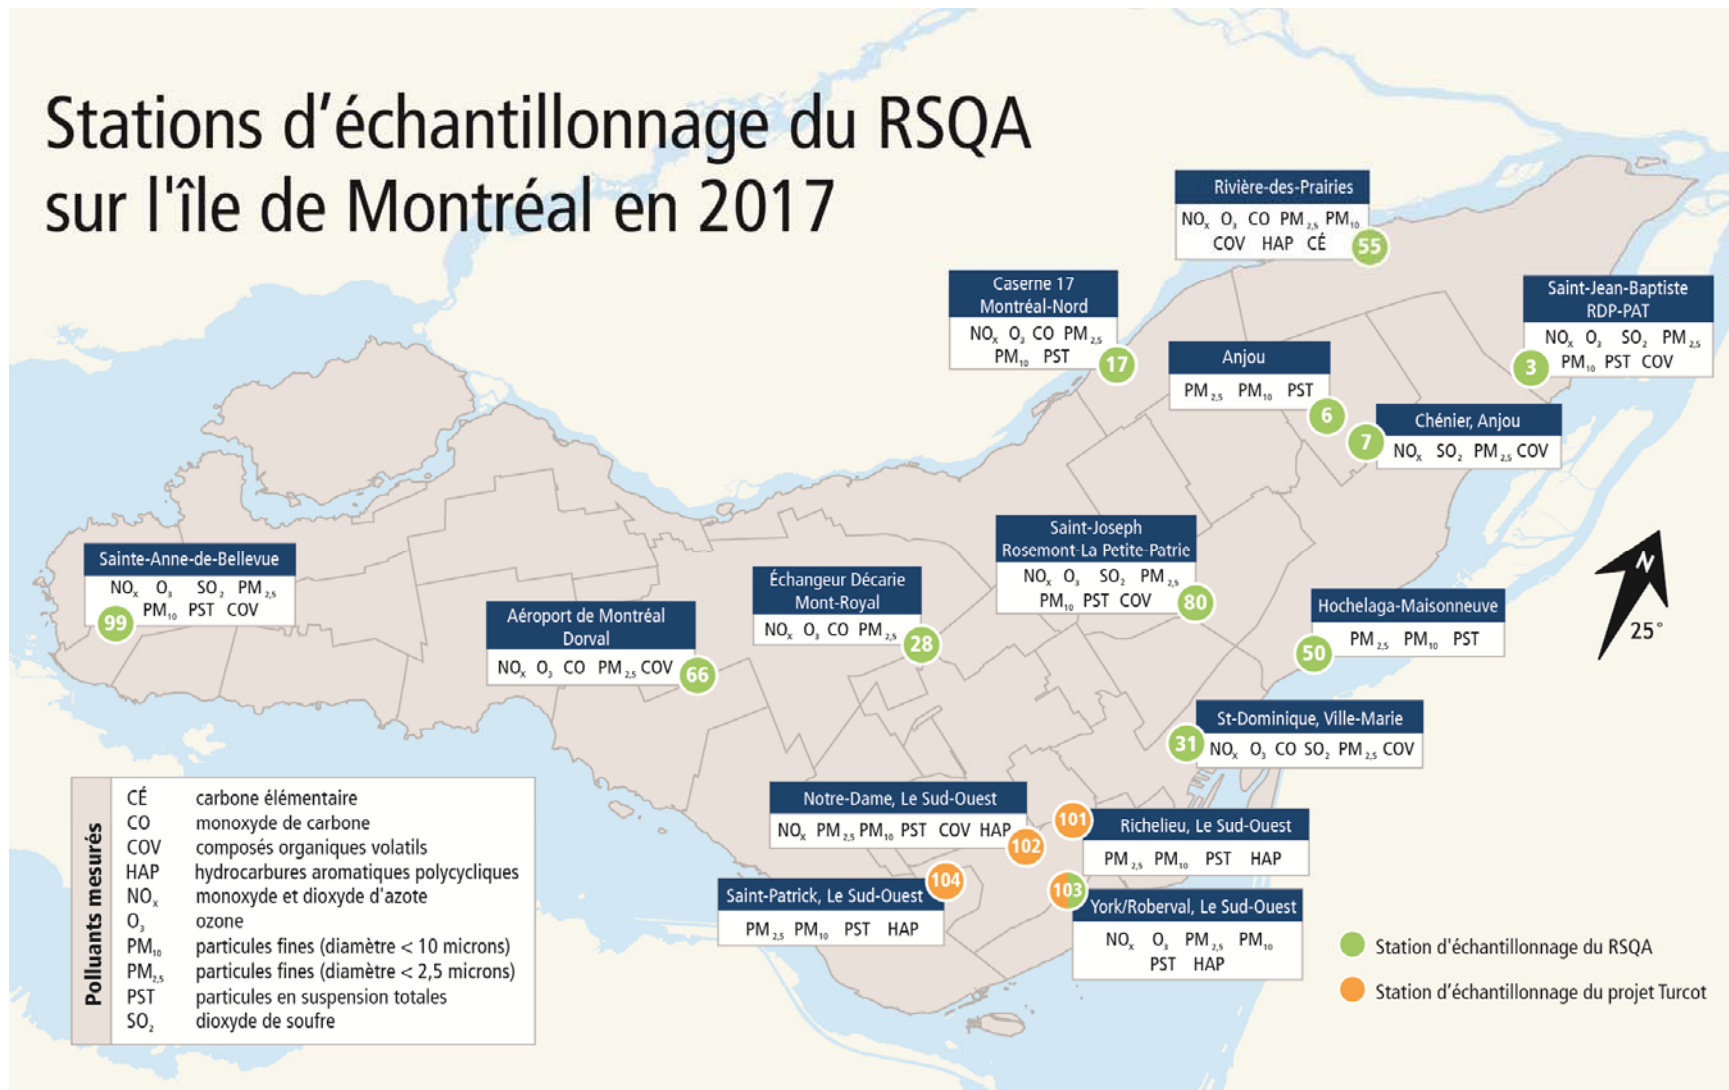 Stations d'échantillonnage du RSQA
sur l'île de Montréal en 2017
Rivière-des-Prairies
NOₓ O₃ CO PM₂,₅ PM₁₀
COV HAP CÉ
55
Caserne 17
Montréal-Nord
NOₓ O₃ CO PM₂,₅
PM₁₀ PST
17
Saint-Jean-Baptiste
RDP-PAT
NOₓ O₃ SO₂ PM₂,₅
PM₁₀ PST COV
3
Anjou
PM₂,₅ PM₁₀ PST
6
Chénier, Anjou
NOₓ SO₂ PM₂,₅ COV
7
Saint-Joseph
Rosemont-La Petite-Patrie
NOₓ O₃ SO₂ PM₂,₅
PM₁₀ PST COV
80
Sainte-Anne-de-Bellevue
NOₓ O₃ SO₂ PM₂,₅
PM₁₀ PST COV
99
Échangeur Décarie
Mont-Royal
NOₓ O₃ CO PM₂,₅
28
Aéroport de Montréal
Dorval
NOₓ O₃ CO PM₂,₅ COV
66
Hochelaga-Maisonneuve
PM₂,₅ PM₁₀ PST
50
N
25°
St-Dominique, Ville-Marie
NOₓ O₃ CO SO₂ PM₂,₅ COV
31
Notre-Dame, Le Sud-Ouest
NOₓ PM₂,₅ PM₁₀ PST COV HAP
102
101
Richelieu, Le Sud-Ouest
PM₂,₅ PM₁₀ PST HAP
104
Saint-Patrick, Le Sud-Ouest
PM₂,₅ PM₁₀ PST HAP
103
York/Roberval, Le Sud-Ouest
NOₓ O₃ PM₂,₅ PM₁₀
PST HAP
Polluants mesurés
CÉ carbone élémentaire
CO monoxyde de carbone
COV composés organiques volatils
HAP hydrocarbures aromatiques polycycliques
NOₓ monoxyde et dioxyde d'azote
O₃ ozone
PM₁₀ particules fines (diamètre < 10 microns)
PM₂,₅ particules fines (diamètre < 2,5 microns)
PST particules en suspension totales
SO₂ dioxyde de soufre
Station d'échantillonnage du RSQA
Station d'échantillonnage du projet Turcot